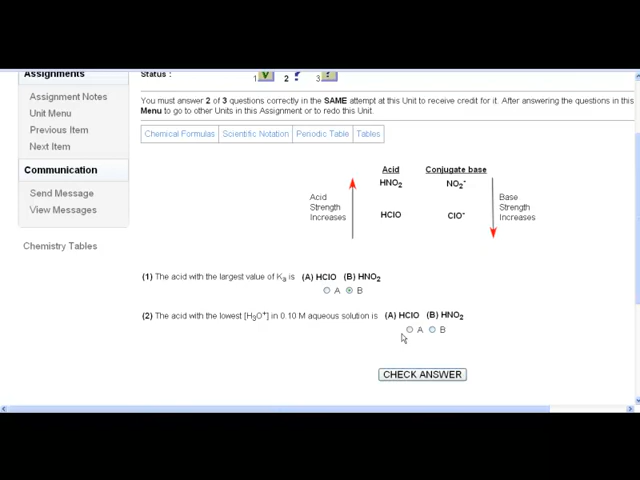 Assignments
Status :
1 2 ? 3 ?
Assignment Notes
Unit Menu
Previous Item
Next Item
Communication
Send Message
View Messages
Chemistry Tables
You must answer 2 of 3 questions correctly in the SAME attempt at this Unit to receive credit for it. After answering the questions in this
Menu to go to other Units in this Assignment or to redo this Unit.
Chemical Formulas Scientific Notation Periodic Table Tables
Acid Conjugate base
HNO₂ NO₂⁻
HClO ClO⁻
Acid
Strength
Increases
Base
Strength
Increases
(1) The acid with the largest value of Kₐ is (A) HClO (B) HNO₂
A B
(2) The acid with the lowest [H₃O⁺] in 0.10 M aqueous solution is (A) HClO (B) HNO₂
A B
CHECK ANSWER